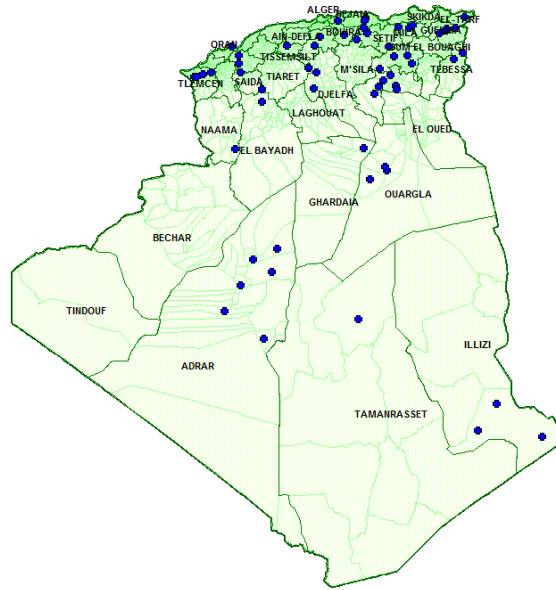 ALGER
BEJAIA
SKIKDA
EL-TARF
ORAN
AIN-DEFLA
BOUIRA
SETIF
MILA
GUELMA
TISSEMSILT
OUM EL BOUAGHI
TLEMCEN
SAIDA
TIARET
M'SILA
TEBESSA
DJELFA
LAGHOUAT
NAAMA
EL OUED
EL BAYADH
GHARDAIA
OUARGLA
BECHAR
TINDOUF
ILLIZI
ADRAR
TAMANRASSET